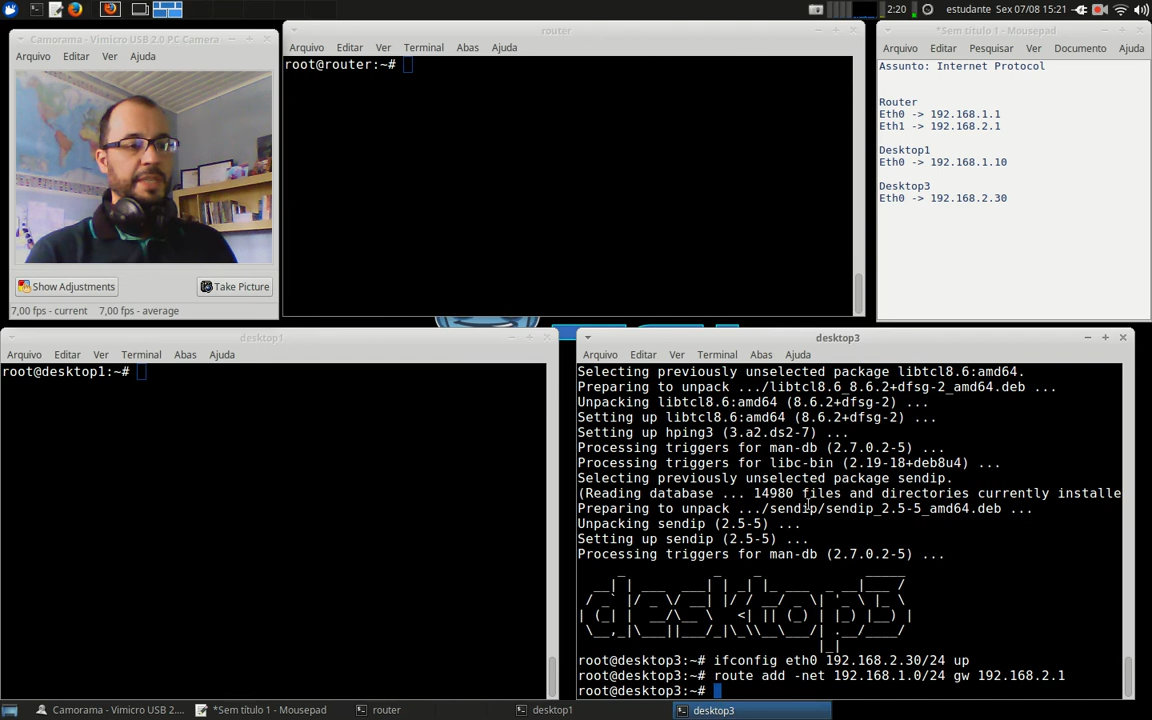 2:20
estudante Sex 07/08 15:21
Camorama - Vimicro USB 2.0 PC Camera
Arquivo Editar Ver Ajuda
Show Adjustments
Take Picture
7,00 fps - current 7,00 fps - average
router
Arquivo Editar Ver Terminal Abas Ajuda
root@router:~#
*Sem título 1 - Mousepad
Arquivo Editar Pesquisar Ver Documento Ajuda
Assunto: Internet Protocol
Router
Eth0 -> 192.168.1.1
Eth1 -> 192.168.2.1
Desktop1
Eth0 -> 192.168.1.10
Desktop3
Eth0 -> 192.168.2.30
desktop1
Arquivo Editar Ver Terminal Abas Ajuda
root@desktop1:~#
desktop3
Arquivo Editar Ver Terminal Abas Ajuda
Selecting previously unselected package libtcl8.6:amd64.
Preparing to unpack .../libtcl8.6_8.6.2+dfsg-2_amd64.deb ...
Unpacking libtcl8.6:amd64 (8.6.2+dfsg-2) ...
Setting up libtcl8.6:amd64 (8.6.2+dfsg-2) ...
Setting up hping3 (3.a2.ds2-7) ...
Processing triggers for man-db (2.7.0.2-5) ...
Processing triggers for libc-bin (2.19-18+deb8u4) ...
Selecting previously unselected package sendip.
(Reading database ... 14980 files and directories currently installe
Preparing to unpack .../sendip/sendip_2.5-5_amd64.deb ...
Unpacking sendip (2.5-5) ...
Setting up sendip (2.5-5) ...
Processing triggers for man-db (2.7.0.2-5) ...
desktop3
root@desktop3:~# ifconfig eth0 192.168.2.30/24 up
root@desktop3:~# route add -net 192.168.1.0/24 gw 192.168.2.1
root@desktop3:~#
Camorama - Vimicro USB 2....
*Sem título 1 - Mousepad
router
desktop1
desktop3